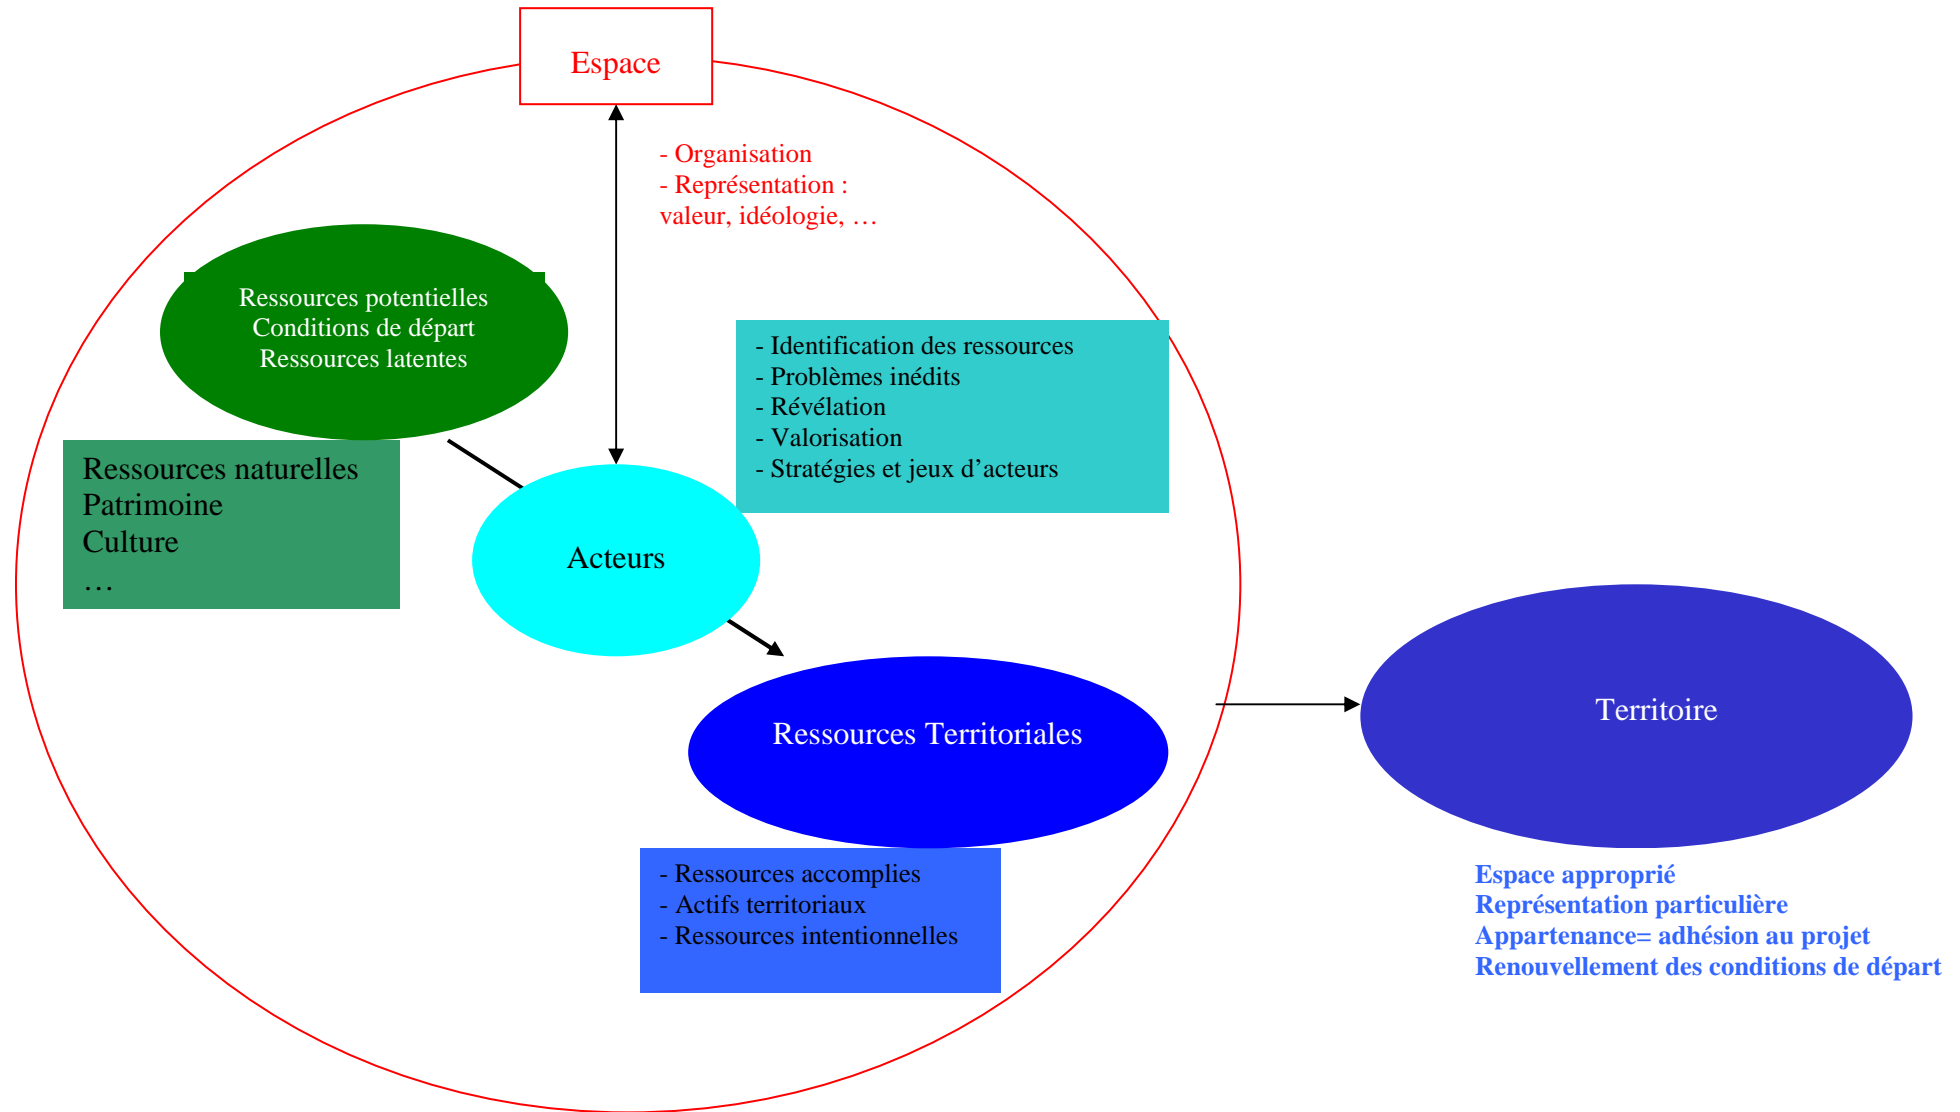 Espace
- Organisation
- Représentation :
valeur, idéologie, …
Ressources potentielles
Conditions de départ
Ressources latentes
- Identification des ressources
- Problèmes inédits
- Révélation
- Valorisation
- Stratégies et jeux d’acteurs
Ressources naturelles
Patrimoine
Culture
…
Acteurs
Ressources Territoriales
Territoire
- Ressources accomplies
- Actifs territoriaux
- Ressources intentionnelles
Espace approprié
Représentation particulière
Appartenance= adhésion au projet
Renouvellement des conditions de départ